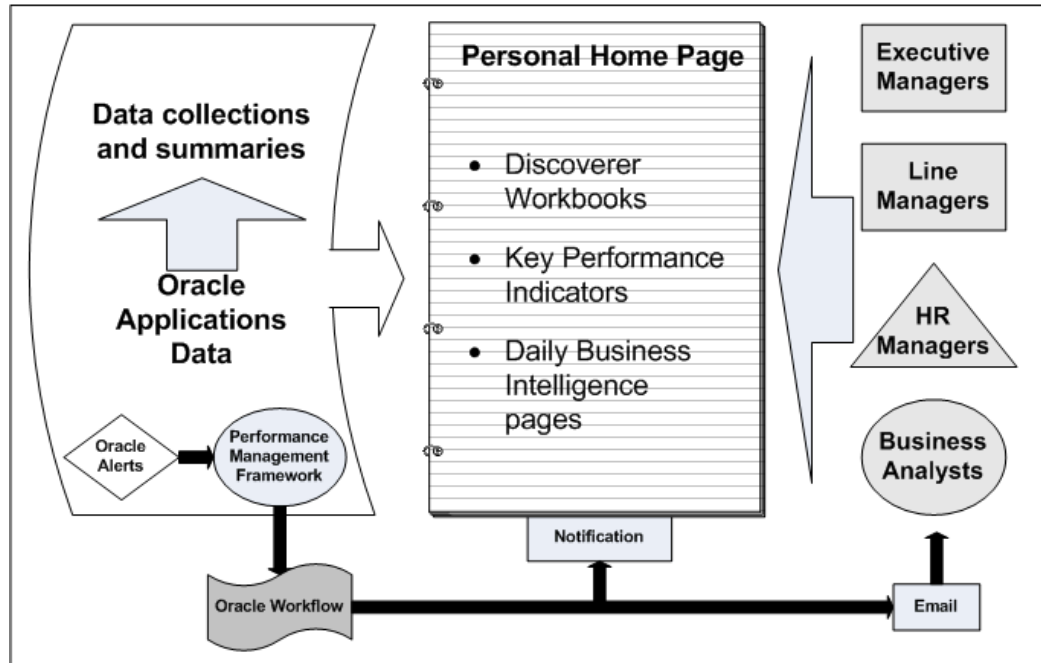 Data collections
and summaries
Oracle
Applications
Data
Oracle
Alerts
Performance
Management
Framework
Oracle Workflow
Personal Home Page
• Discoverer
Workbooks
• Key Performance
Indicators
• Daily Business
Intelligence
pages
Notification
Executive
Managers
Line
Managers
HR
Managers
Business
Analysts
Email